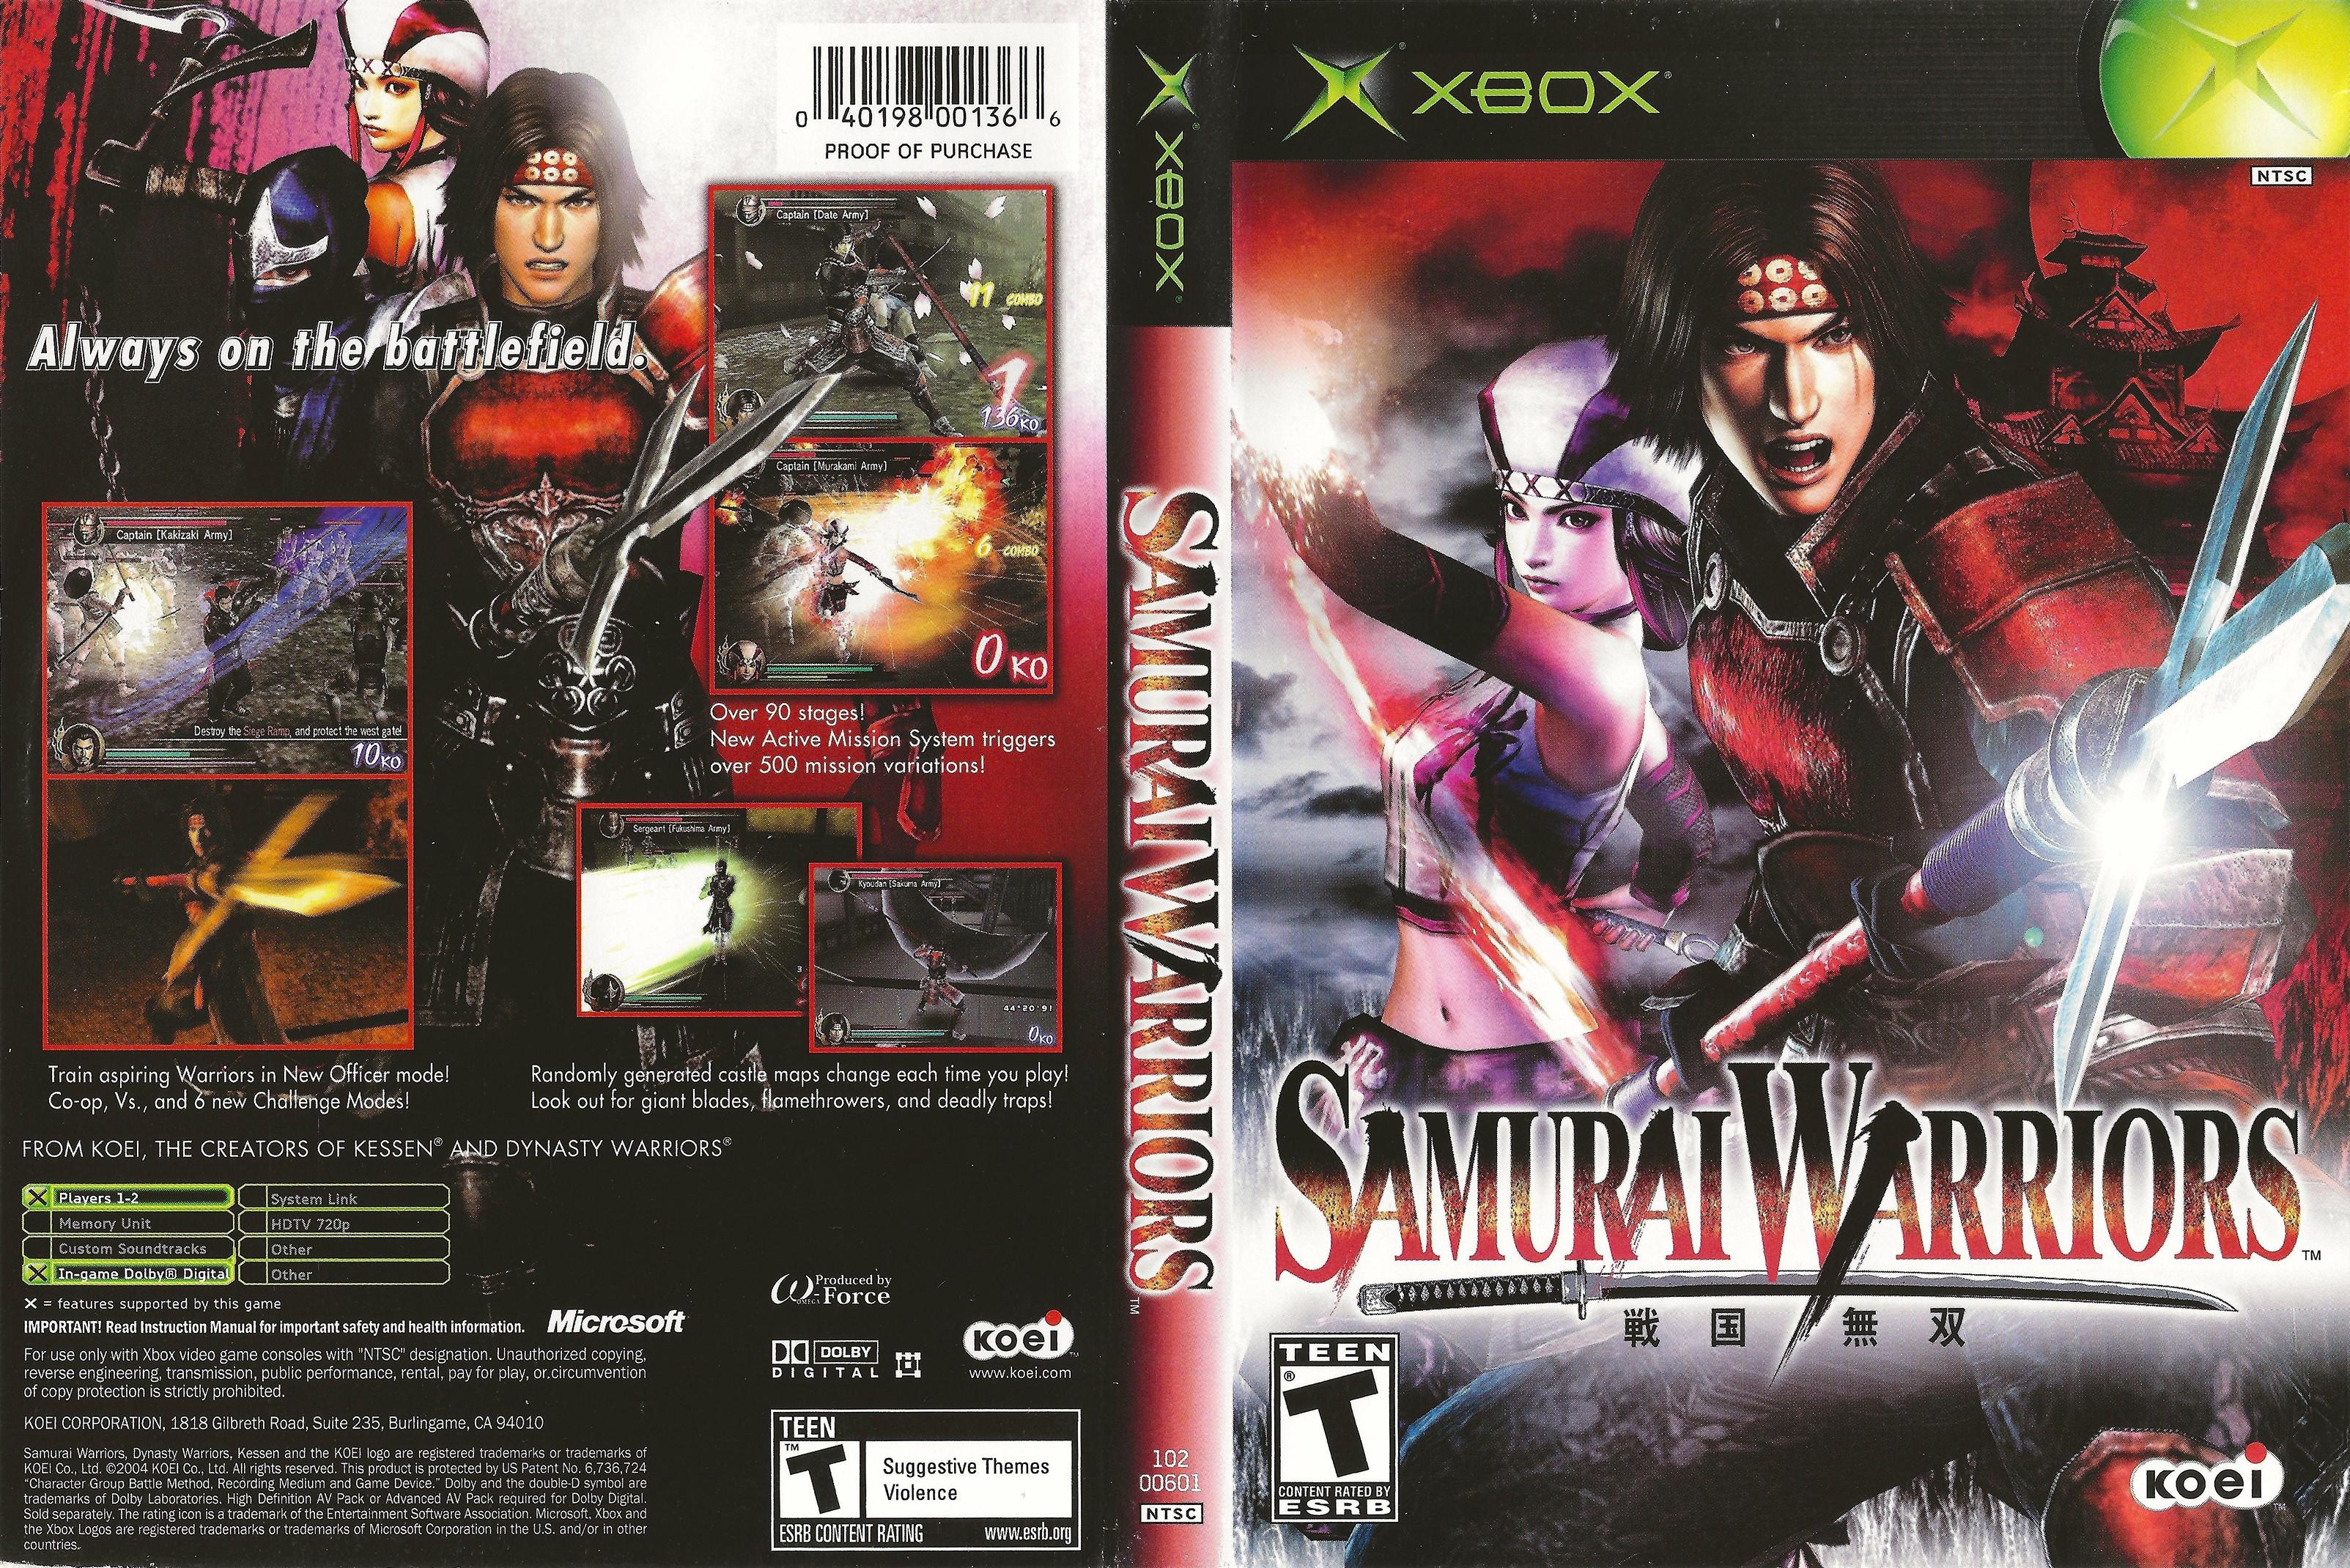 0 40198 00136 6
PROOF OF PURCHASE
Always on the battlefield.
Captain [Date Army]
11 COMBO
136 KO
Captain [Murakami Army]
6 COMBO
0 KO
Captain [Kakizaki Army]
Destroy the Siege Ramp, and protect the west gate!
10 KO
Over 90 stages!
New Active Mission System triggers
over 500 mission variations!
Sergeant [Fukushima Army]
3
Kyoudan [Sakuma Army]
44"20"91
0 KO
Train aspiring Warriors in New Officer mode!
Co-op, Vs., and 6 new Challenge Modes!
Randomly generated castle maps change each time you play!
Look out for giant blades, flamethrowers, and deadly traps!
FROM KOEI, THE CREATORS OF KESSEN® AND DYNASTY WARRIORS®
X Players 1-2
System Link
Memory Unit
HDTV 720p
Custom Soundtracks
Other
X In-game Dolby® Digital
Other
X = features supported by this game
IMPORTANT! Read Instruction Manual for important safety and health information.
Microsoft
For use only with Xbox video game consoles with "NTSC" designation. Unauthorized copying,
reverse engineering, transmission, public performance, rental, pay for play, or circumvention
of copy protection is strictly prohibited.
KOEI CORPORATION, 1818 Gilbreth Road, Suite 235, Burlingame, CA 94010
Samurai Warriors, Dynasty Warriors, Kessen and the KOEI logo are registered trademarks or trademarks of
KOEI Co., Ltd. ©2004 KOEI Co., Ltd. All rights reserved. This product is protected by US Patent No. 6,736,724
"Character Group Battle Method, Recording Medium and Game Device." Dolby and the double-D symbol are
trademarks of Dolby Laboratories. High Definition AV Pack or Advanced AV Pack required for Dolby Digital.
Sold separately. The rating icon is a trademark of the Entertainment Software Association. Microsoft, Xbox and
the Xbox Logos are registered trademarks or trademarks of Microsoft Corporation in the U.S. and/or in other
countries.
Produced by
ω OMEGA-Force
DOLBY
DIGITAL
KOEI™
www.koei.com
TEEN
T™
Suggestive Themes
Violence
ESRB CONTENT RATING www.esrb.org
XBOX®
SAMURAI WARRIORS™
102
00601
NTSC
XBOX®
NTSC
SAMURAI WARRIORS™
戦国無双
TEEN
T®
CONTENT RATED BY
ESRB
KOEI™